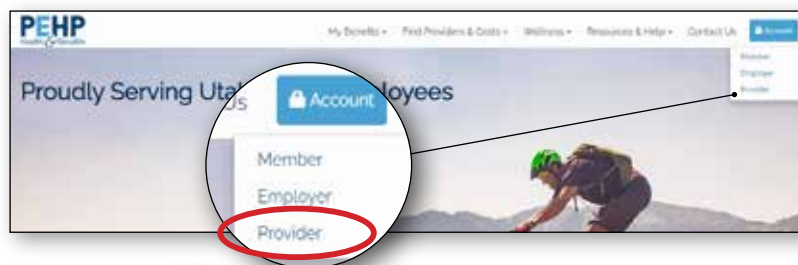 PEHP
Health & Benefits
My Benefits Find Providers & Costs Wellness Resources & Help Contact Us Account
Member
Employer
Provider
Proudly Serving Uta oyees
Us Account
Member
Employer
Provider